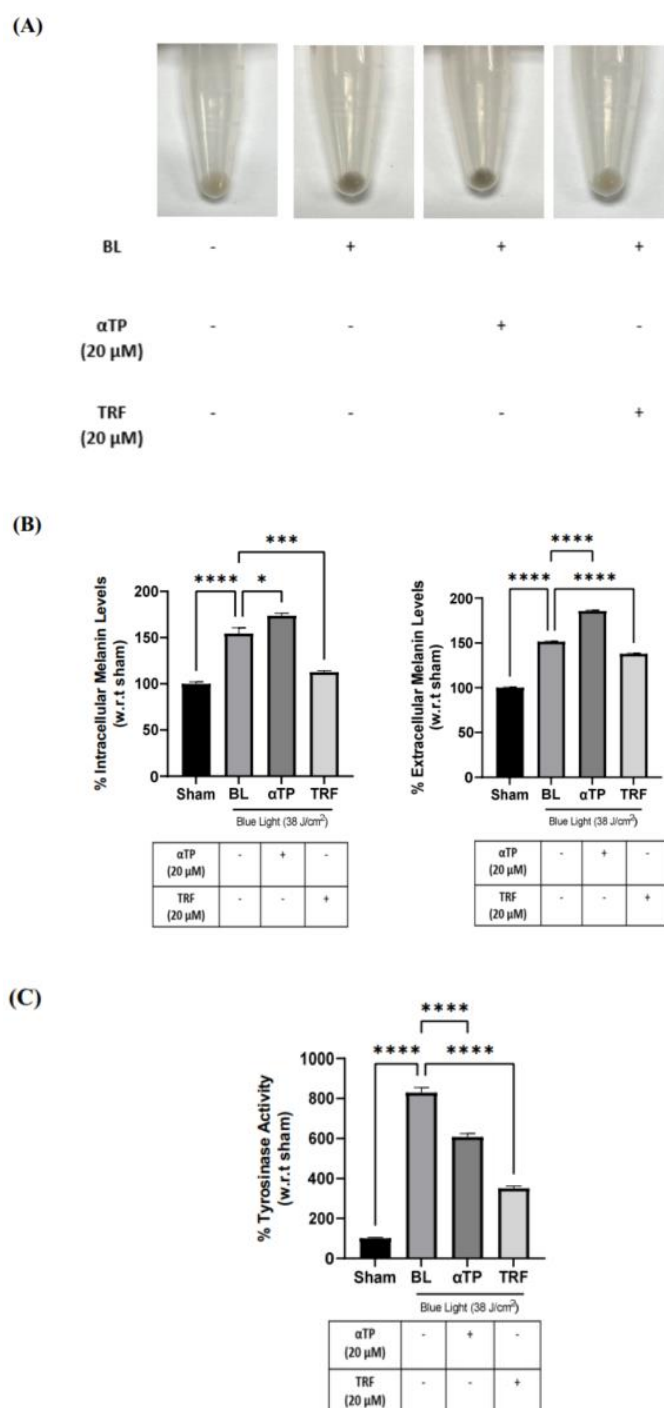 (A)
BL - + + +
αTP - - + -
(20 µM)
TRF - - - +
(20 µM)
(B)
% Intracellular Melanin Levels
(w.r.t sham)
200
150
100
50
0
**** * ***
Sham BL αTP TRF
Blue Light (38 J/cm²)
αTP
(20 µM) - + -
TRF
(20 µM) - - +
% Extracellular Melanin Levels
(w.r.t sham)
200
150
100
50
0
****
**** ****
Sham BL αTP TRF
Blue Light (38 J/cm²)
αTP
(20 µM) - + -
TRF
(20 µM) - - +
(C)
% Tyrosinase Activity
(w.r.t sham)
1000
800
600
400
200
0
****
**** ****
Sham BL αTP TRF
Blue Light (38 J/cm²)
αTP
(20 µM) - + -
TRF
(20 µM) - - +